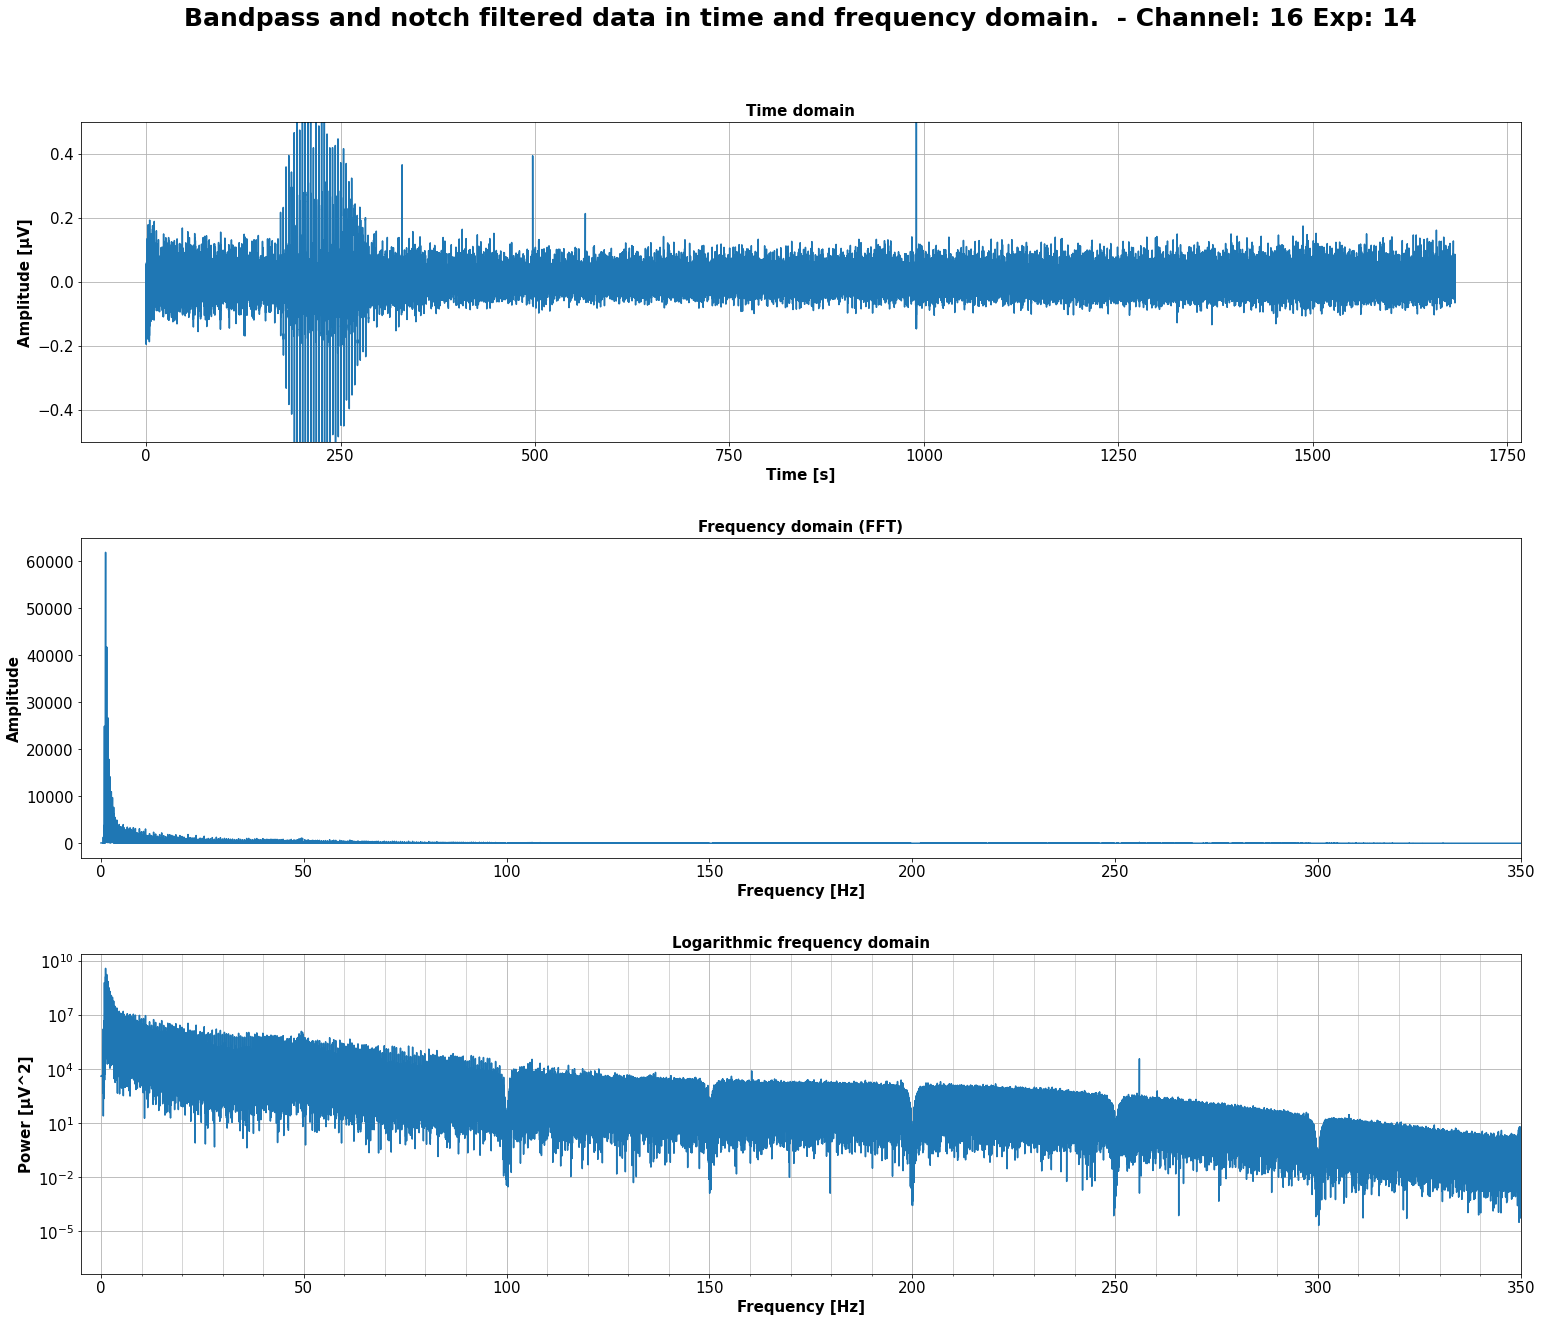 Bandpass and notch filtered data in time and frequency domain.  - Channel: 16 Exp: 14
Time domain
Amplitude [μV]
0.4
0.2
0.0
−0.2
−0.4
0 250 500 750 1000 1250 1500 1750
Time [s]
Frequency domain (FFT)
Amplitude
60000
50000
40000
30000
20000
10000
0
0 50 100 150 200 250 300 350
Frequency [Hz]
Logarithmic frequency domain
Power [μV^2]
10^10
10^7
10^4
10^1
10^−2
10^−5
0 50 100 150 200 250 300 350
Frequency [Hz]